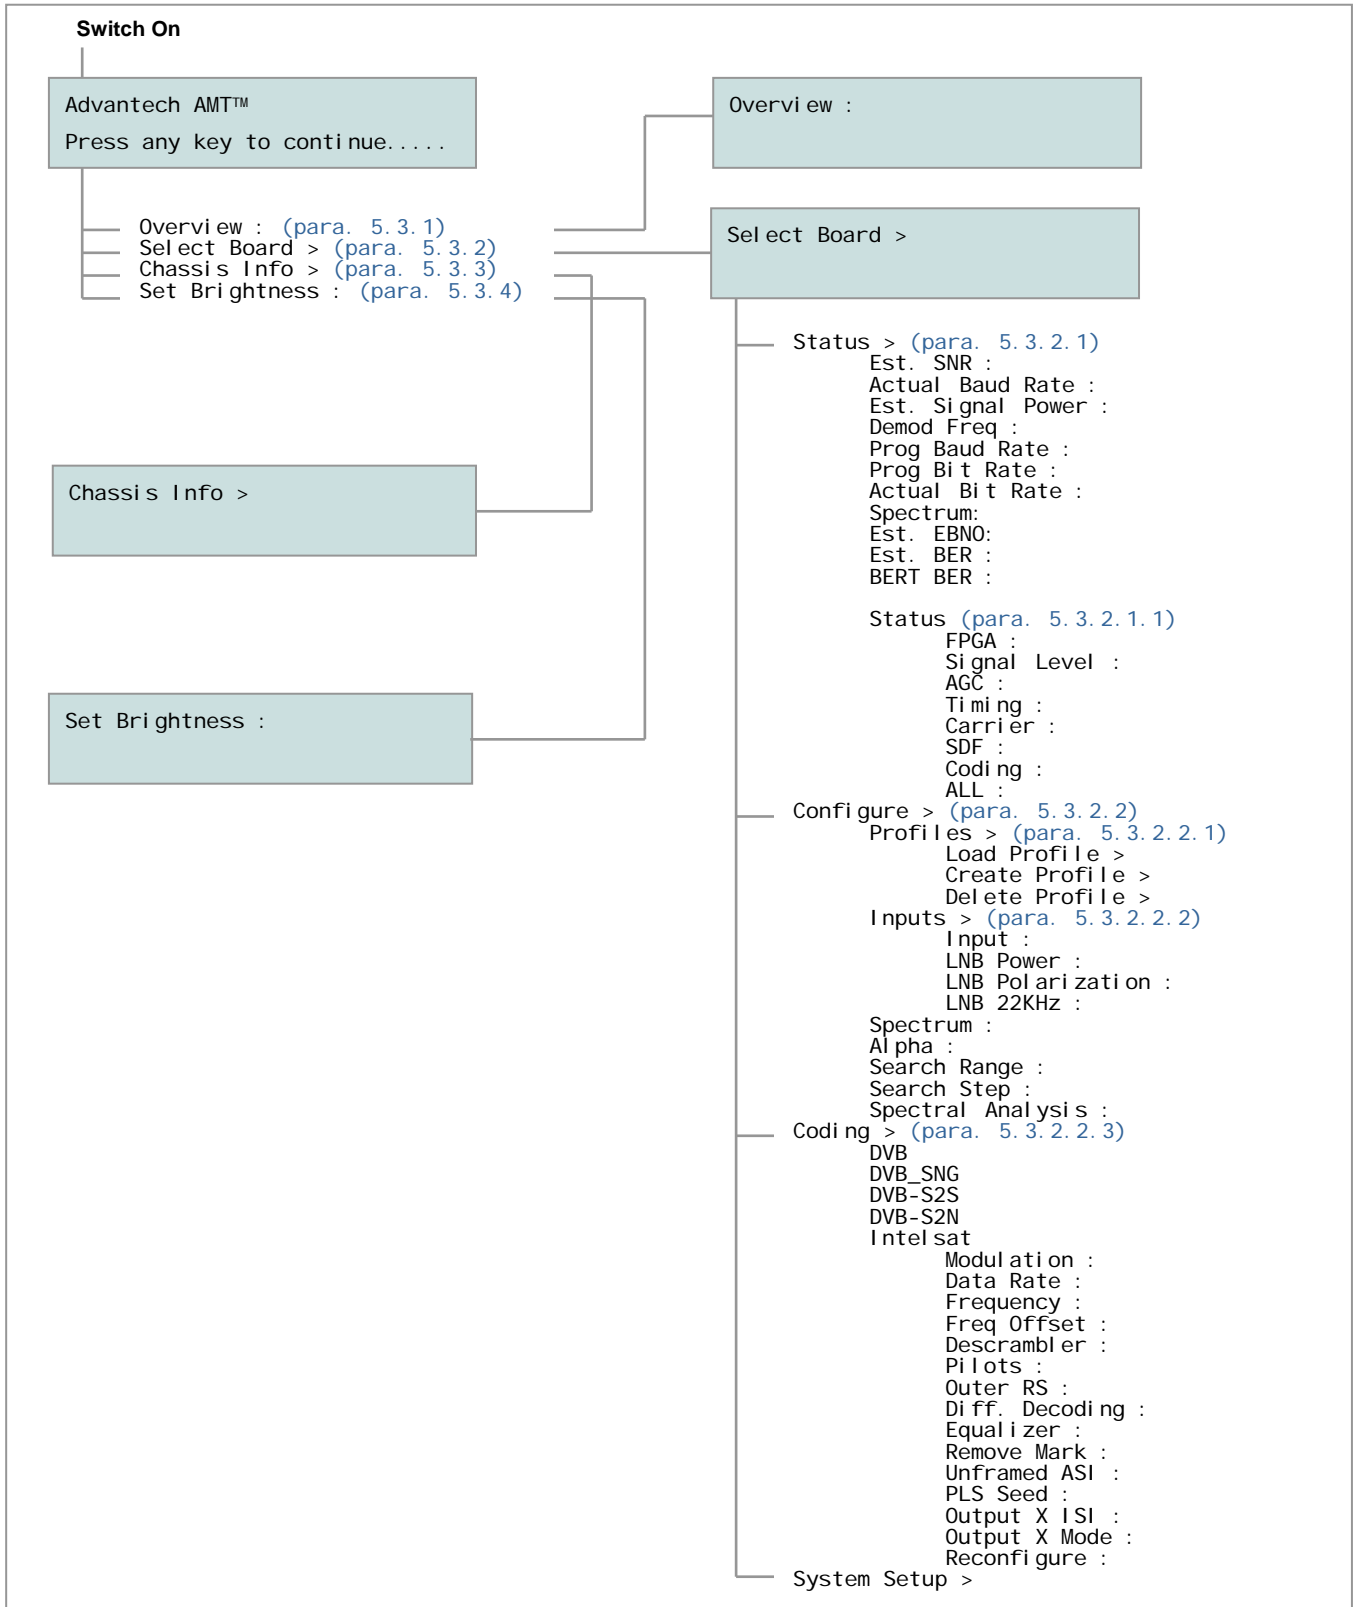 Switch On
Advantech AMT™
Press any key to continue.....
Overview : (para. 5.3.1)
Select Board > (para. 5.3.2)
Chassis Info > (para. 5.3.3)
Set Brightness : (para. 5.3.4)
Overview :
Select Board >
Chassis Info >
Set Brightness :
Status > (para. 5.3.2.1)
Est. SNR :
Actual Baud Rate :
Est. Signal Power :
Demod Freq :
Prog Baud Rate :
Prog Bit Rate :
Actual Bit Rate :
Spectrum:
Est. EBNO:
Est. BER :
BERT BER :
Status (para. 5.3.2.1.1)
FPGA :
Signal Level :
AGC :
Timing :
Carrier :
SDF :
Coding :
ALL :
Configure > (para. 5.3.2.2)
Profiles > (para. 5.3.2.2.1)
Load Profile >
Create Profile >
Delete Profile >
Inputs > (para. 5.3.2.2.2)
Input :
LNB Power :
LNB Polarization :
LNB 22KHz :
Spectrum :
Alpha :
Search Range :
Search Step :
Spectral Analysis :
Coding > (para. 5.3.2.2.3)
DVB
DVB_SNG
DVB-S2S
DVB-S2N
Intelsat
Modulation :
Data Rate :
Frequency :
Freq Offset :
Descrambler :
Pilots :
Outer RS :
Diff. Decoding :
Equalizer :
Remove Mark :
Unframed ASI :
PLS Seed :
Output X ISI :
Output X Mode :
Reconfigure :
System Setup >